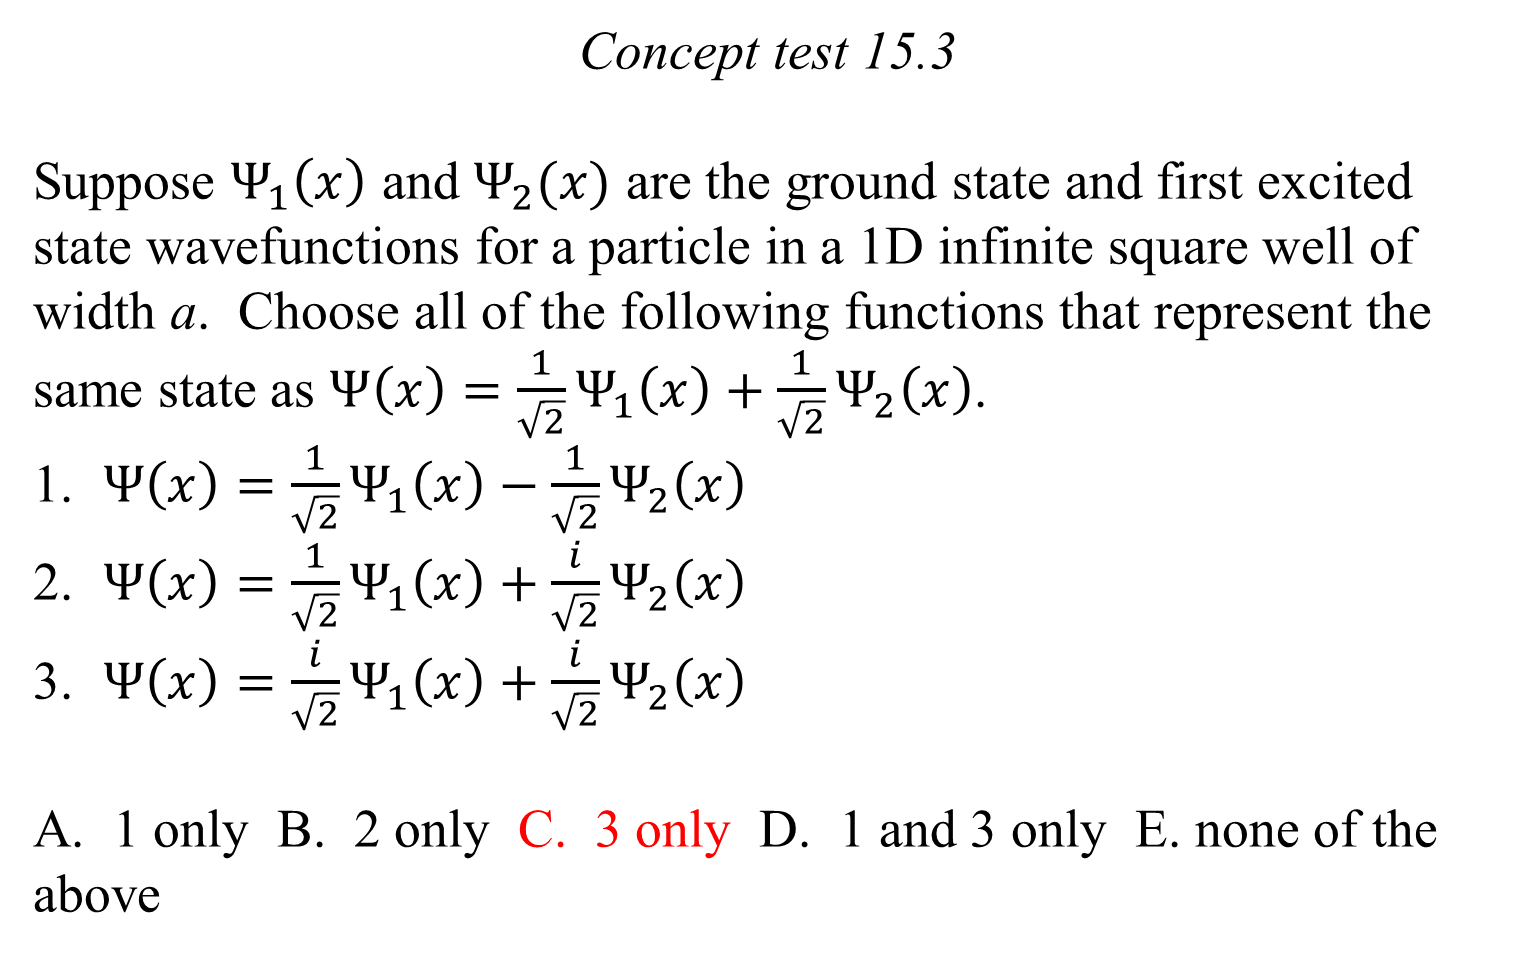 Concept test 15.3
Suppose Ψ₁(x) and Ψ₂(x) are the ground state and first excited
state wavefunctions for a particle in a 1D infinite square well of
width a. Choose all of the following functions that represent the
same state as Ψ(x) = 1/√2 Ψ₁(x) + 1/√2 Ψ₂(x).
1. Ψ(x) = 1/√2 Ψ₁(x) − 1/√2 Ψ₂(x)
2. Ψ(x) = 1/√2 Ψ₁(x) + i/√2 Ψ₂(x)
3. Ψ(x) = i/√2 Ψ₁(x) + i/√2 Ψ₂(x)
A. 1 only B. 2 only C. 3 only D. 1 and 3 only E. none of the
above